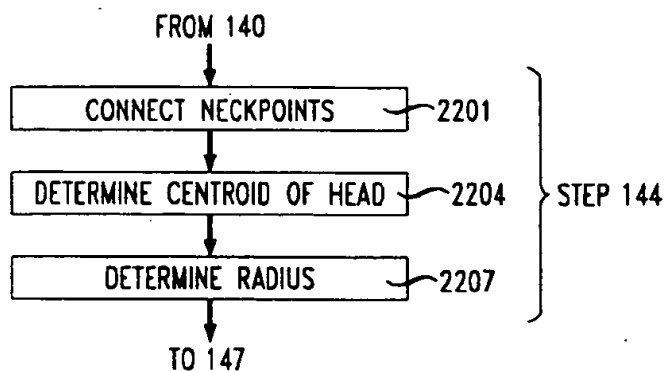 FROM 140
CONNECT NECKPOINTS 2201
DETERMINE CENTROID OF HEAD 2204
STEP 144
DETERMINE RADIUS 2207
TO 147